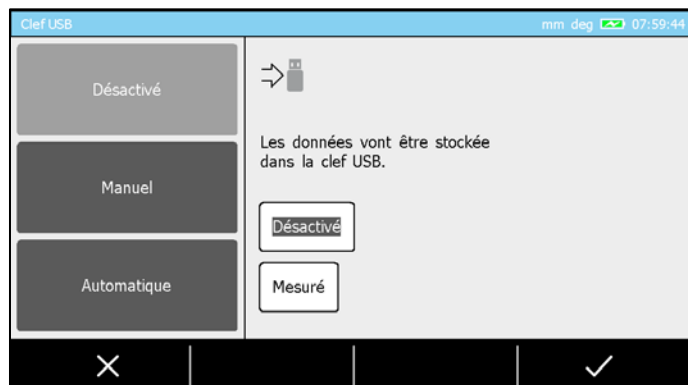 Clef USB
mm deg 07:59:44
Désactivé
Manuel
Automatique
Les données vont être stockée
dans la clef USB.
Désactivé
Mesuré